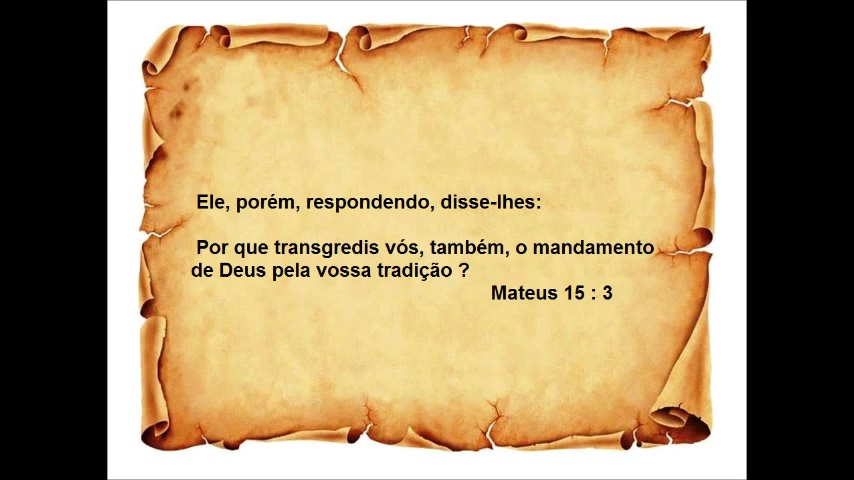 Ele, porém, respondendo, disse-lhes:
Por que transgredis vós, também, o mandamento
de Deus pela vossa tradição ?
Mateus 15 : 3